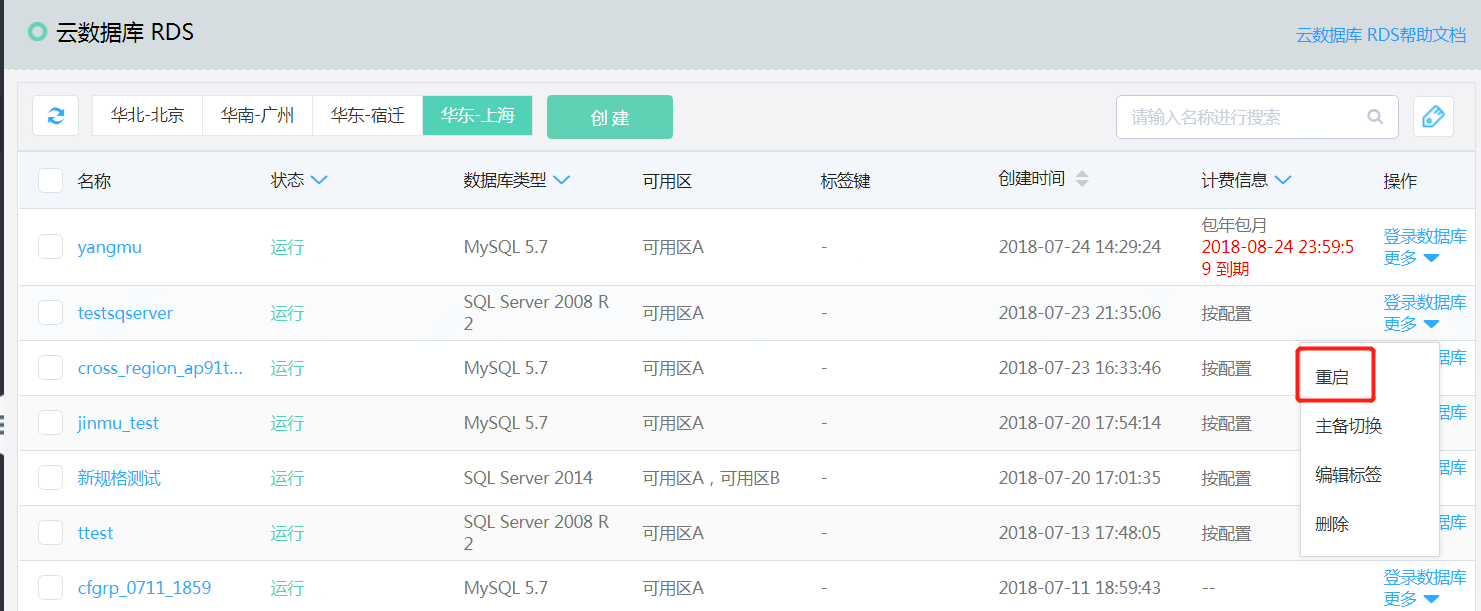 云数据库 RDS
云数据库 RDS帮助文档
华北-北京 华南-广州 华东-宿迁 华东-上海 创建 请输入名称进行搜索
名称 状态 数据库类型 可用区 标签键 创建时间 计费信息 操作
yangmu 运行 MySQL 5.7 可用区A - 2018-07-24 14:29:24 包年包月
2018-08-24 23:59:5
9 到期
登录数据库
更多
testsqserver 运行 SQL Server 2008 R
2 可用区A - 2018-07-23 21:35:06 按配置 登录数据库
更多
cross_region_ap91t... 运行 MySQL 5.7 可用区A - 2018-07-23 16:33:46 按配置 据库
重启
jinmu_test 运行 MySQL 5.7 可用区A - 2018-07-20 17:54:14 按配置 据库
主备切换
新规格测试 运行 SQL Server 2014 可用区A，可用区B - 2018-07-20 17:01:35 按配置 据库
编辑标签
ttest 运行 SQL Server 2008 R
2 可用区A - 2018-07-13 17:48:05 按配置 据库
删除
cfgrp_0711_1859 运行 MySQL 5.7 可用区A - 2018-07-11 18:59:43 -- 登录数据库
更多